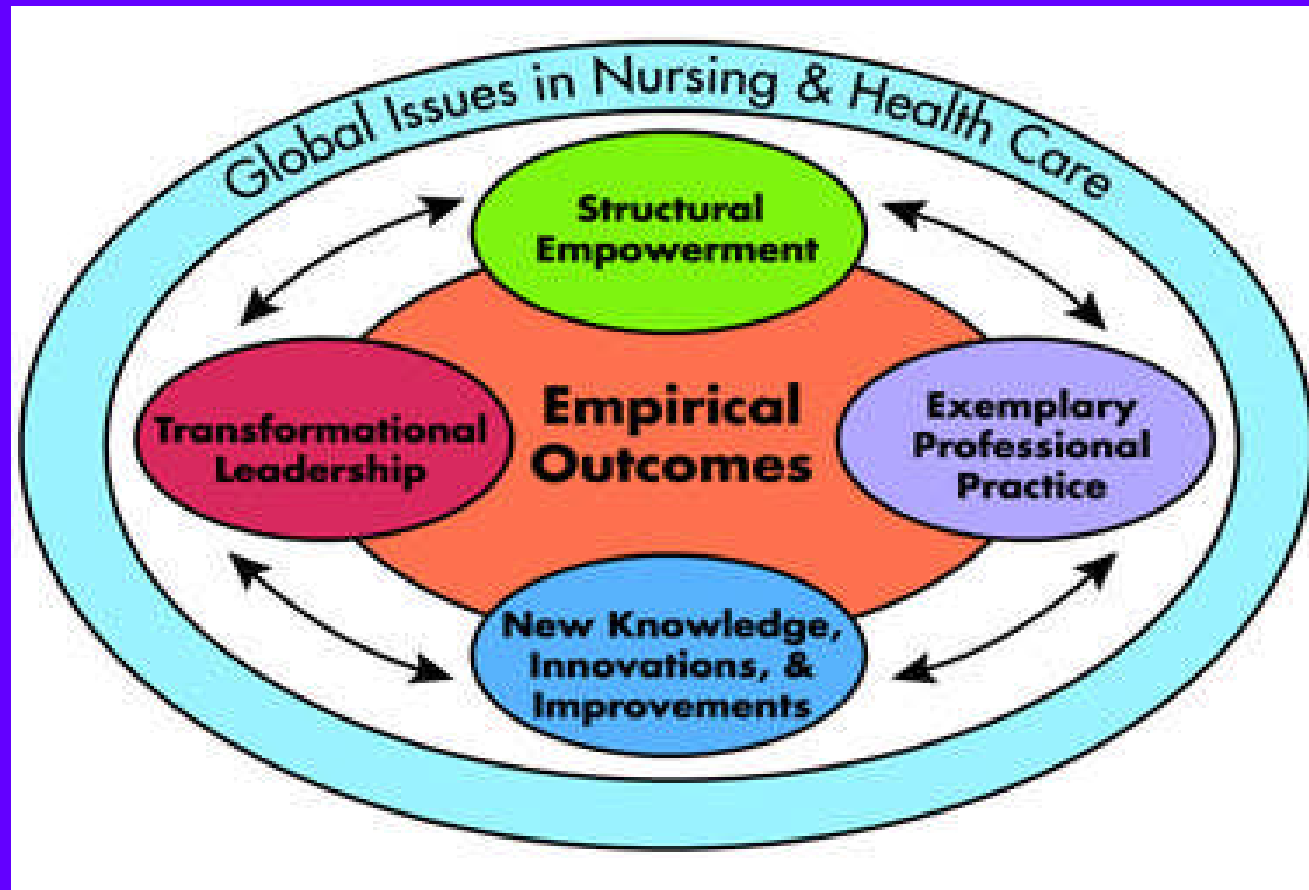 Global Issues in Nursing & Health Care
Structural
Empowerment
Transformational
Leadership
Empirical
Outcomes
Exemplary
Professional
Practice
New Knowledge,
Innovations, &
Improvements